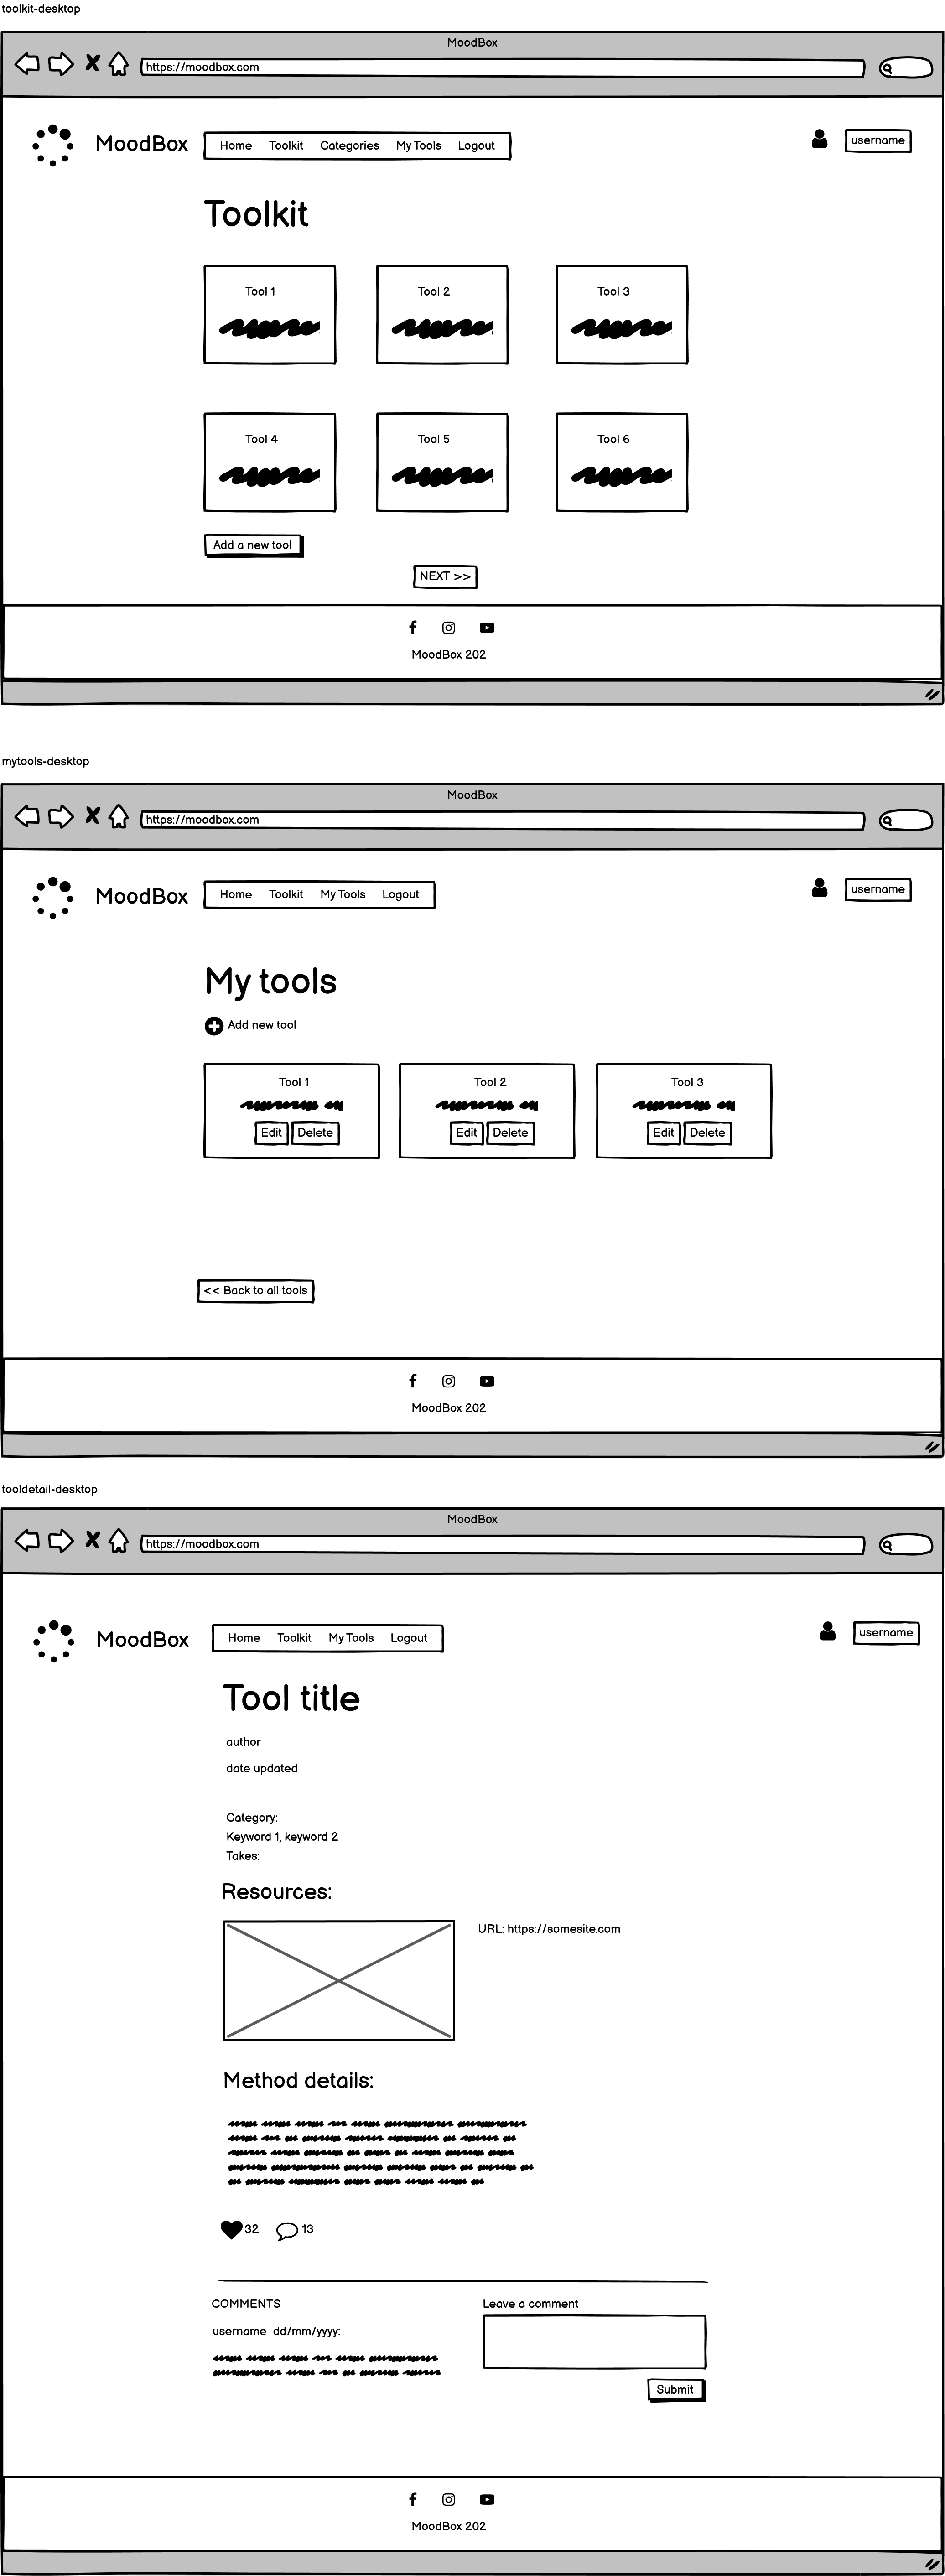 toolkit-desktop
MoodBox
https://moodbox.com
MoodBox Home Toolkit Categories My Tools Logout username
Toolkit
Tool 1 Tool 2 Tool 3
Tool 4 Tool 5 Tool 6
Add a new tool
NEXT >>
MoodBox 202
mytools-desktop
MoodBox
https://moodbox.com
MoodBox Home Toolkit My Tools Logout username
My tools
Add new tool
Tool 1 Tool 2 Tool 3
Edit Delete Edit Delete Edit Delete
<< Back to all tools
MoodBox 202
tooldetail-desktop
MoodBox
https://moodbox.com
MoodBox Home Toolkit My Tools Logout username
Tool title
author
date updated
Category:
Keyword 1, keyword 2
Takes:
Resources:
URL: https://somesite.com
Method details:
32 13
COMMENTS Leave a comment
username dd/mm/yyyy:
Submit
MoodBox 202